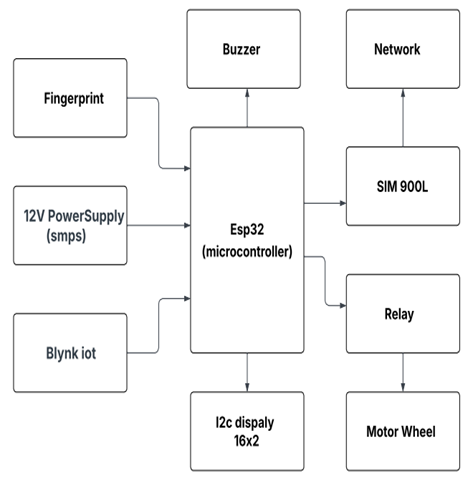 Buzzer
Network
Fingerprint
SIM 900L
12V PowerSupply
(smps)
Esp32
(microcontroller)
Relay
Blynk iot
I2c dispaly
16x2
Motor Wheel